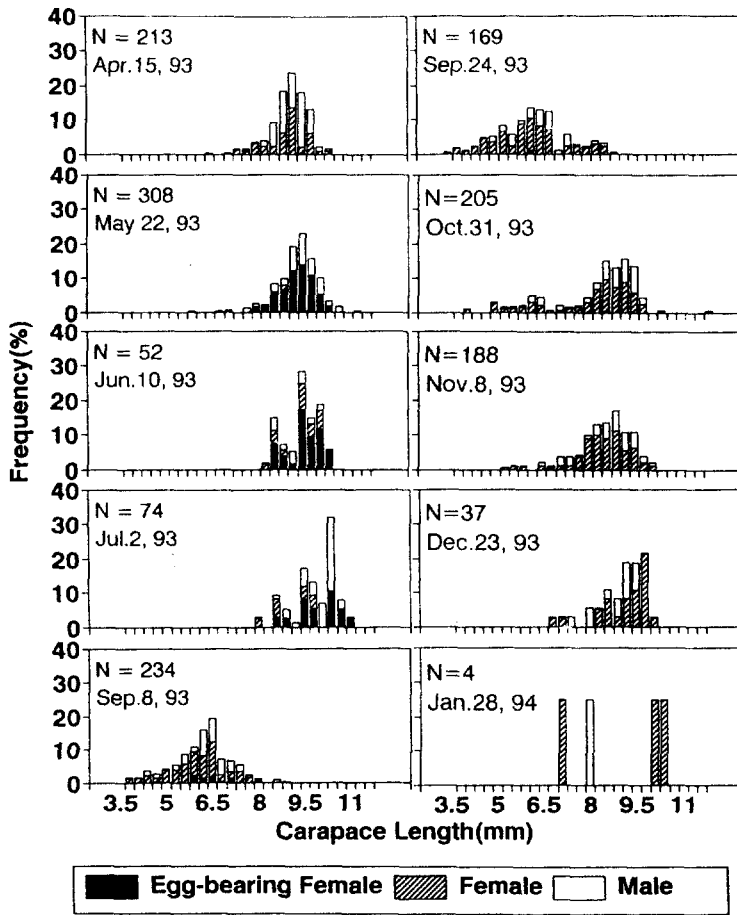 40
30
20
10
0
N = 213
Apr.15, 93
N = 169
Sep.24, 93
40
30
20
10
0
N = 308
May 22, 93
N=205
Oct.31, 93
Frequency(%)
40
30
20
10
0
N = 52
Jun.10, 93
N=188
Nov.8, 93
40
30
20
10
0
N = 74
Jul.2, 93
N=37
Dec.23, 93
40
30
20
10
0
N = 234
Sep.8, 93
N=4
Jan.28, 94
3.5 5 6.5 8 9.5 11 3.5 5 6.5 8 9.5 11
Carapace Length(mm)
Egg-bearing Female Female Male